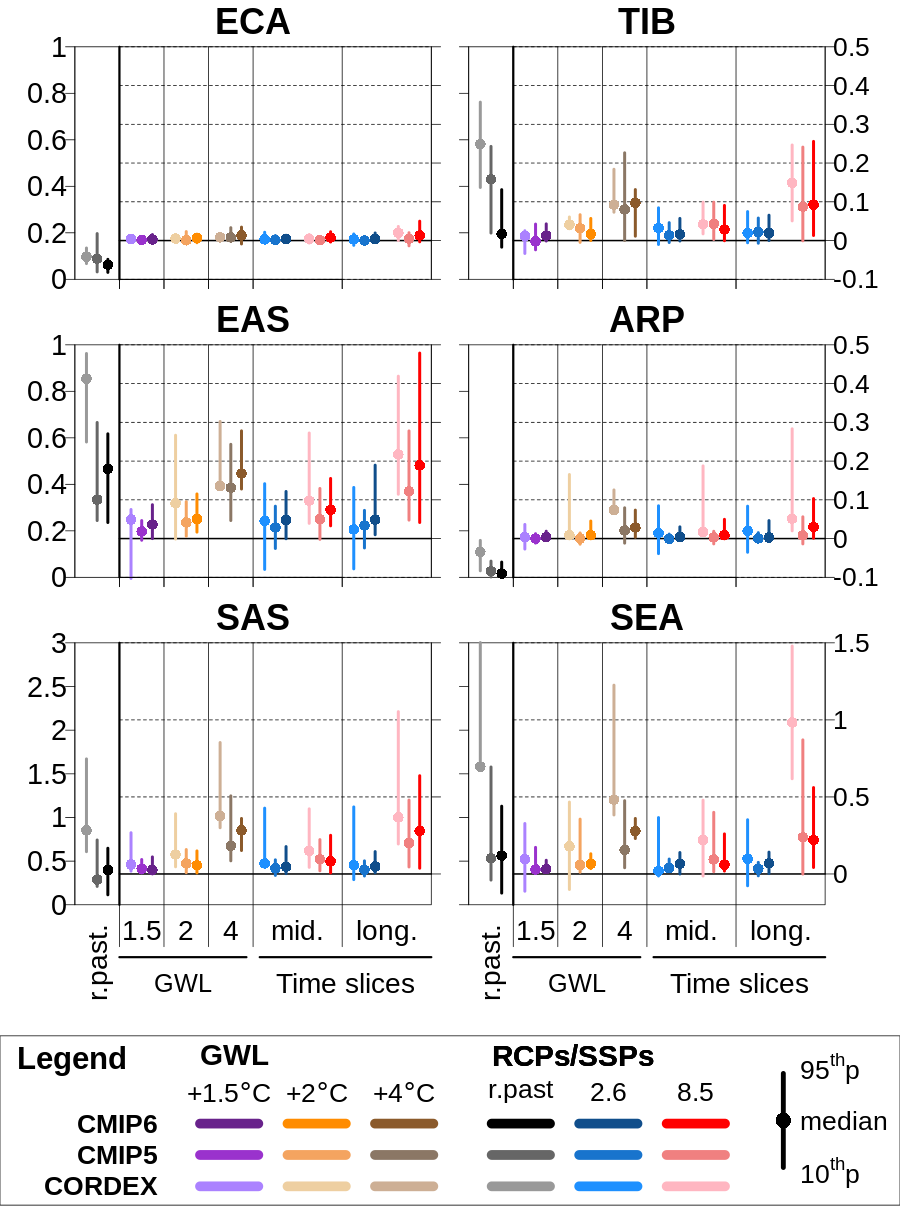 ECA TIB
1 0.5
0.8 0.4
0.6 0.3
0.4 0.2
0.2 0.1
0 0
-0.1
EAS ARP
1 0.5
0.8 0.4
0.6 0.3
0.4 0.2
0.2 0.1
0 0
-0.1
SAS SEA
3 1.5
2.5
2 1
1.5
1 0.5
0.5 0
0
r.past. 1.5 2 4 mid. long. r.past. 1.5 2 4 mid. long.
GWL Time slices GWL Time slices
Legend GWL RCPs/SSPs
+1.5°C +2°C +4°C r.past 2.6 8.5
CMIP6
CMIP5
CORDEX
95thp
median
10thp